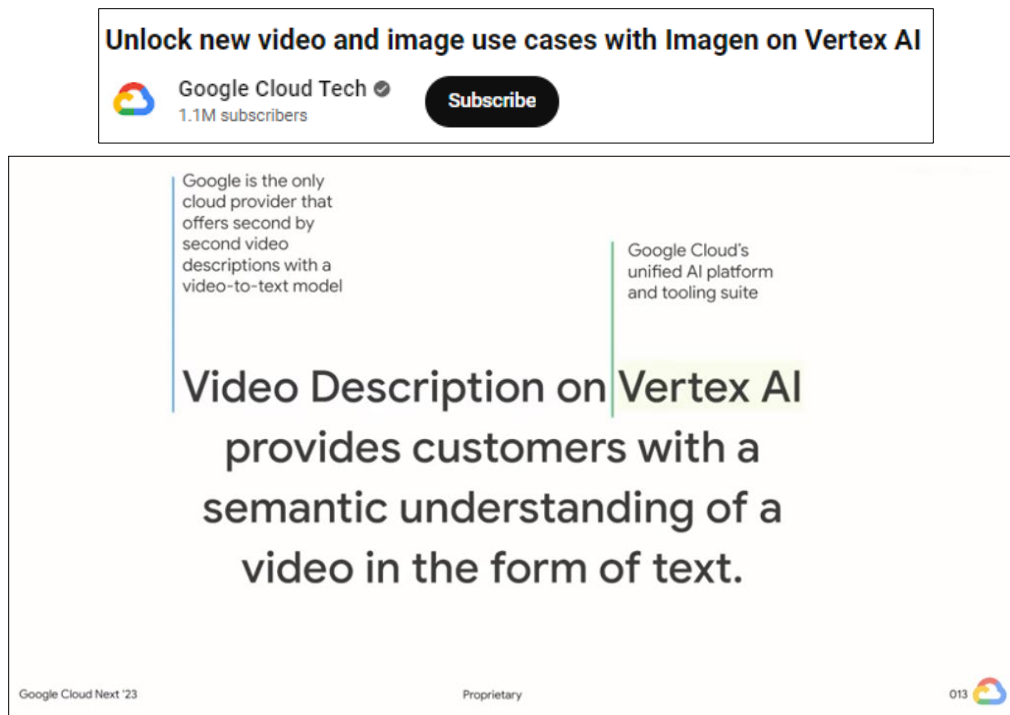 Unlock new video and image use cases with Imagen on Vertex AI
Google Cloud Tech
1.1M subscribers
Subscribe
Google is the only
cloud provider that
offers second by
second video
descriptions with a
video-to-text model
Google Cloud's
unified AI platform
and tooling suite
Video Description on Vertex AI
provides customers with a
semantic understanding of a
video in the form of text.
Google Cloud Next '23
Proprietary
013